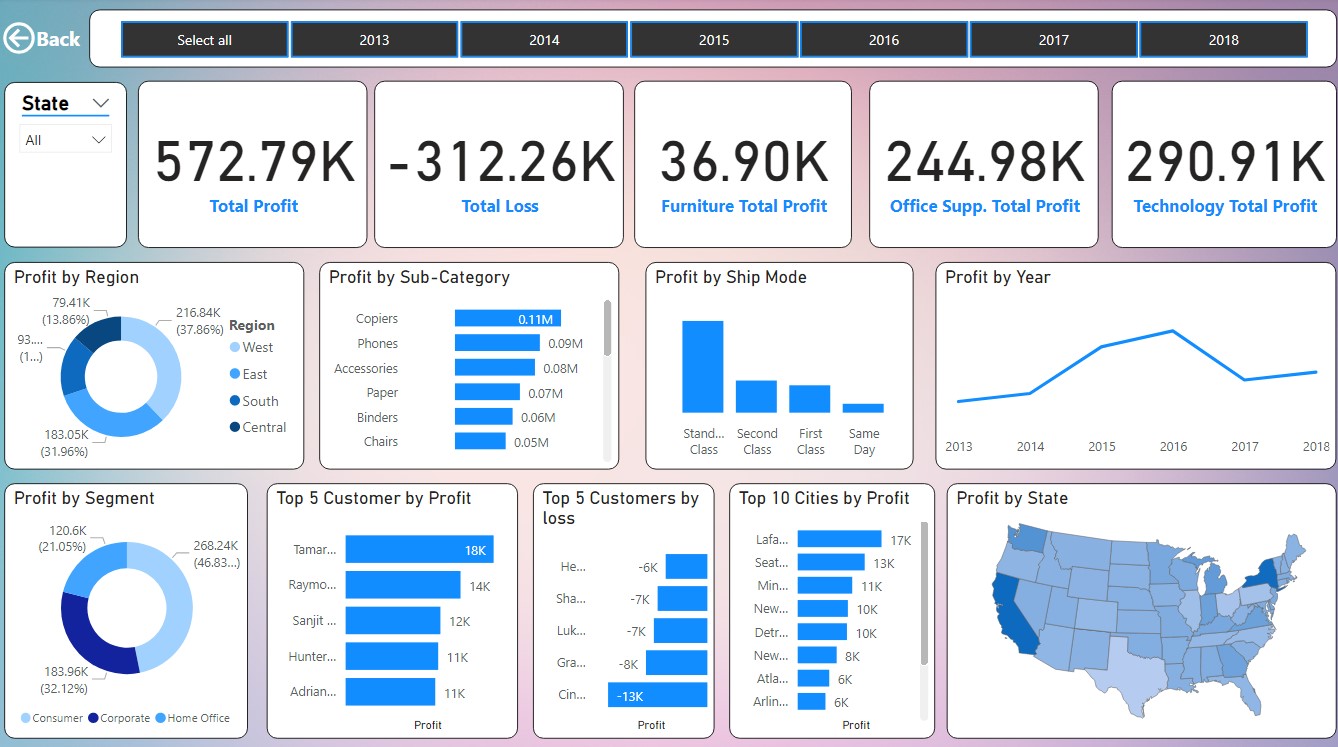 Back
Select all
2013
2014
2015
2016
2017
2018
State
All
572.79K
Total Profit
-312.26K
Total Loss
36.90K
Furniture Total Profit
244.98K
Office Supp. Total Profit
290.91K
Technology Total Profit
Profit by Region
79.41K
(13.86%)
216.84K
(37.86%)
93....
(1...)
183.05K
(31.96%)
Region
West
East
South
Central
Profit by Sub-Category
Copiers
0.11M
Phones
0.09M
Accessories
0.08M
Paper
0.07M
Binders
0.06M
Chairs
0.05M
Profit by Ship Mode
Stand...
Class
Second
Class
First
Class
Same
Day
Profit by Year
2013
2014
2015
2016
2017
2018
Profit by Segment
120.6K
(21.05%)
268.24K
(46.83...)
183.96K
(32.12%)
Consumer
Corporate
Home Office
Top 5 Customer by Profit
Tamar...
18K
Raymo...
14K
Sanjit ...
12K
Hunter...
11K
Adrian...
11K
Profit
Top 5 Customers by
loss
He...
-6K
Sha...
-7K
Luk...
-7K
Gra...
-8K
Cin...
-13K
Profit
Top 10 Cities by Profit
Lafa...
17K
Seat...
13K
Min...
11K
New...
10K
Detr...
10K
New...
8K
Atla...
6K
Arlin...
6K
Profit
Profit by State